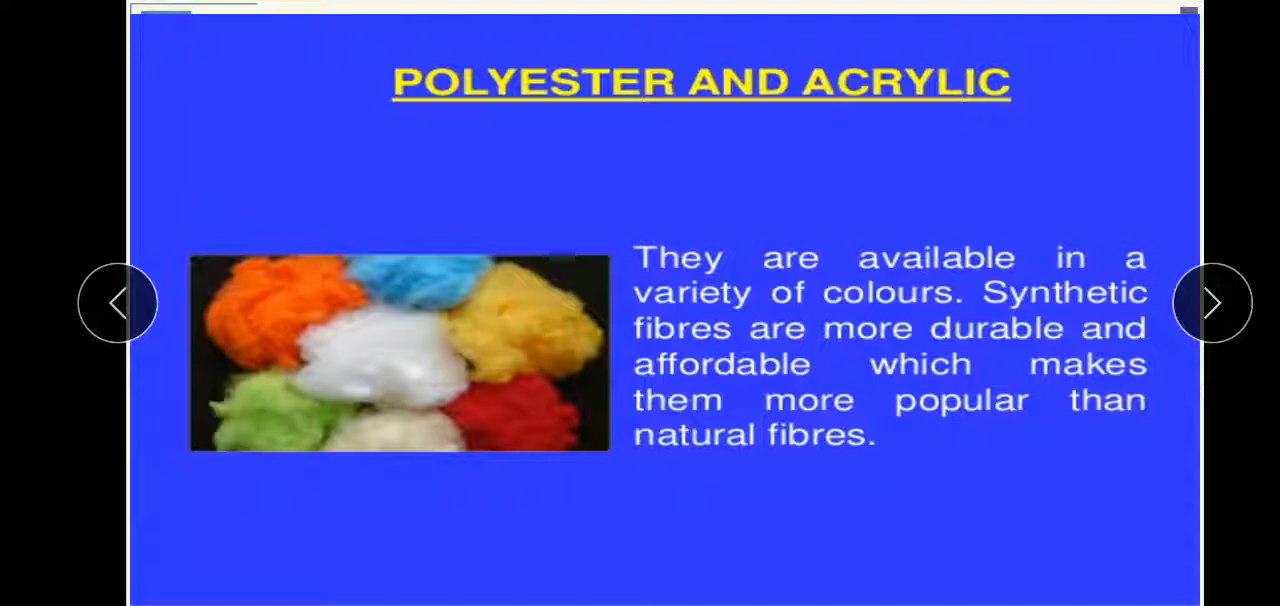 POLYESTER AND ACRYLIC
They are available in a
variety of colours. Synthetic
fibres are more durable and
affordable which makes
them more popular than
natural fibres.